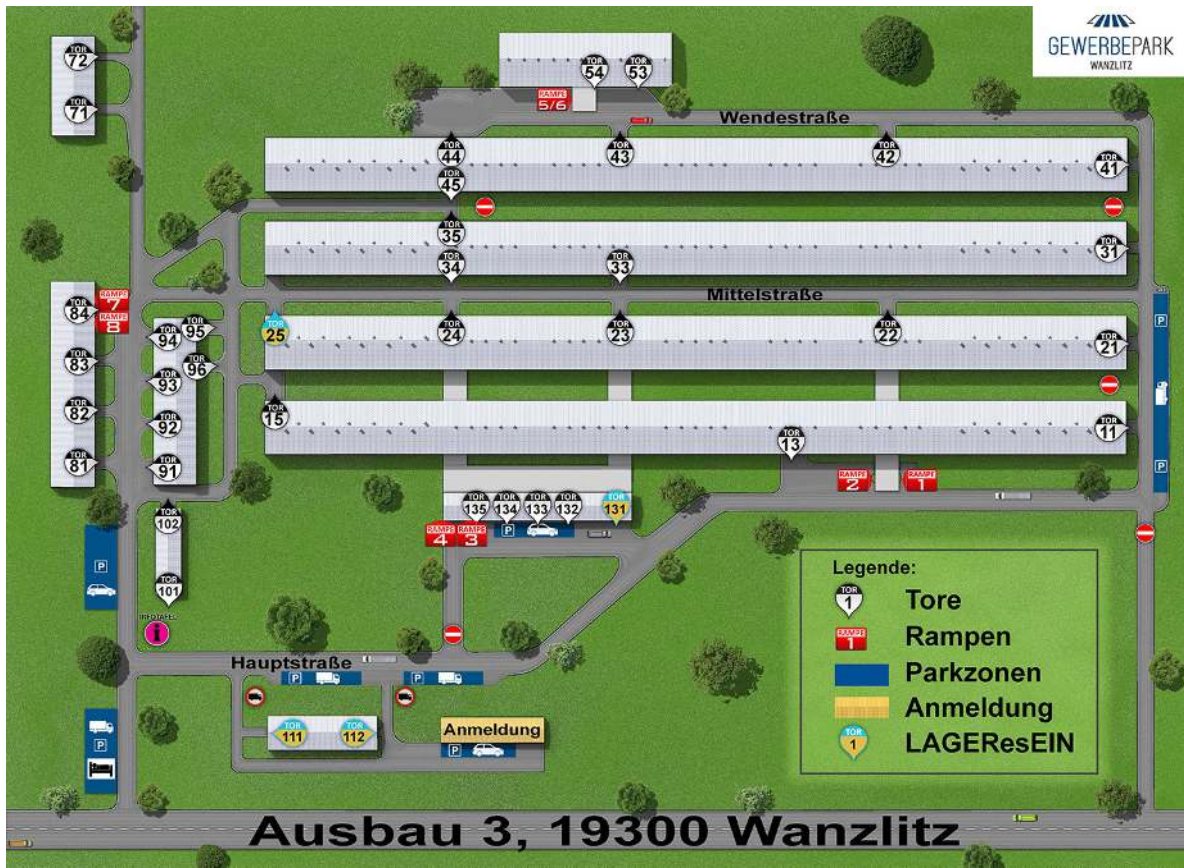 GEWERBEPARK
WANZLITZ
TOR 72
TOR 71
TOR 54
TOR 53
RAMPE 5/6
Wendestraße
TOR 44
TOR 43
TOR 42
TOR 41
TOR 45
TOR 35
TOR 34
TOR 33
TOR 31
Mittelstraße
RAMPE 7
RAMPE 8
TOR 84
TOR 83
TOR 82
TOR 81
TOR 95
TOR 94
TOR 96
TOR 93
TOR 92
TOR 91
TOR 25
TOR 24
TOR 23
TOR 22
TOR 21
P
P
TOR 15
TOR 13
TOR 11
RAMPE 2
RAMPE 1
TOR 135
TOR 134
TOR 133
TOR 132
TOR 131
RAMPE 4
RAMPE 3
P
TOR 102
TOR 101
P
INFOTAFEL
i
Hauptstraße
P
P
TOR 111
TOR 112
Anmeldung
P
P
Legende:
TOR 1 Tore
RAMPE 1 Rampen
Parkzonen
Anmeldung
TOR 1 LAGEResEIN
Ausbau 3, 19300 Wanzlitz